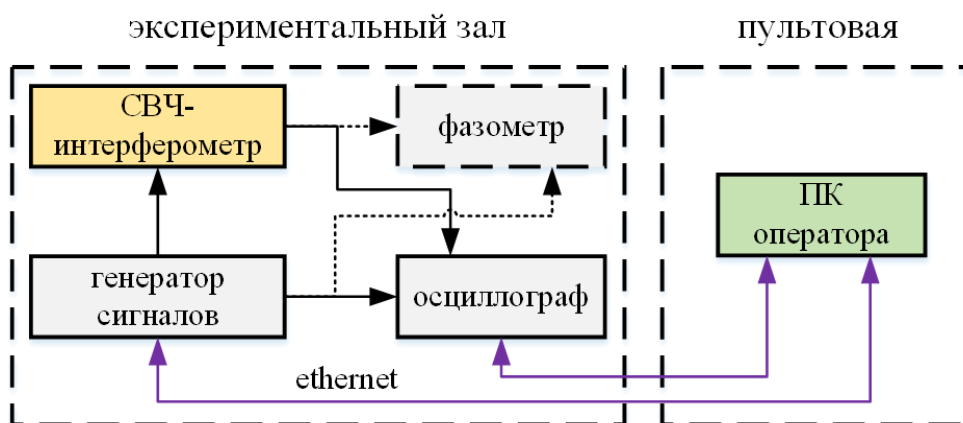 экспериментальный зал
пультовая
СВЧ-
интерферометр
фазометр
ПК
оператора
генератор
сигналов
осциллограф
ethernet